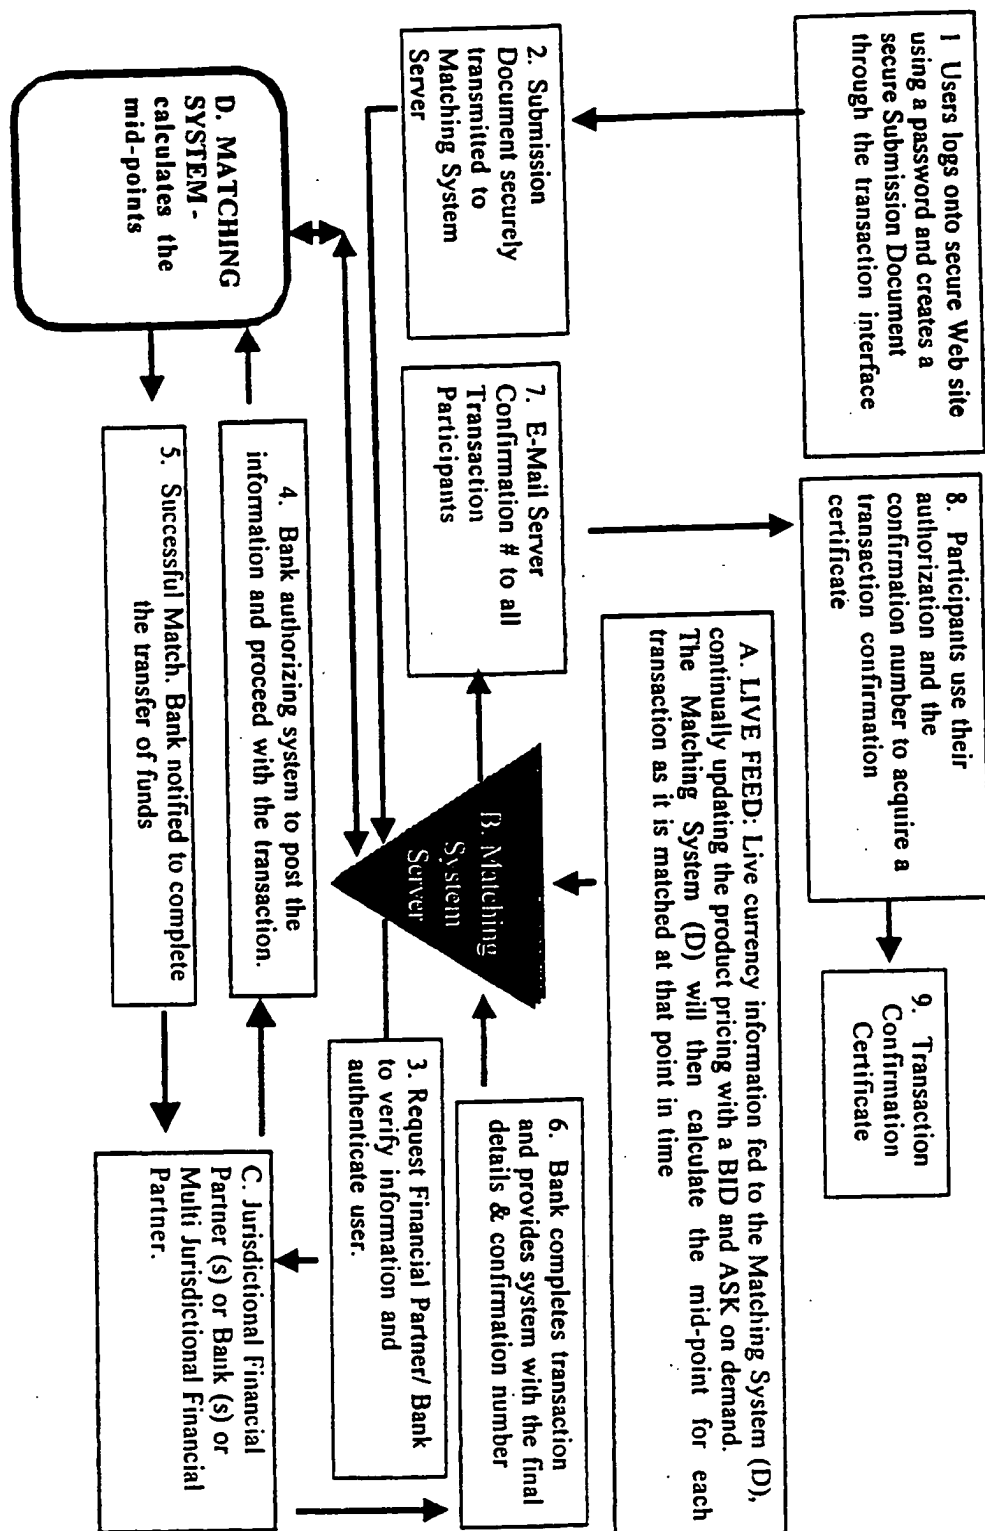 1 Users logs onto secure Web site
using a password and creates a
secure Submission Document
through the transaction interface
2. Submission
Document securely
transmitted to
Matching System
Server
D. MATCHING
SYSTEM-
calculates the
mid-points
8. Participants use their
authorization and the
confirmation number to acquire a
transaction confirmation
certificate
7. E-Mail Server
Confirmation # to all
Transaction
Participants
4. Bank authorizing system to post the
information and proceed with the transaction.
5. Successful Match. Bank notified to complete
the transfer of funds
A. LIVE FEED: Live currency information fed to the Matching System (D),
continually updating the product pricing with a BID and ASK on demand.
The Matching System (D) will then calculate the mid-point for each
transaction as it is matched at that point in time
B. Matching
System
Server
9. Transaction
Confirmation
Certificate
6. Bank completes transaction
and provides system with the final
details & confirmation number
3. Request Financial Partner/ Bank
to verify information and
authenticate user.
C. Jurisdictional Financial
Partner (s) or Bank (s) or
Multi Jurisdictional Financial
Partner.